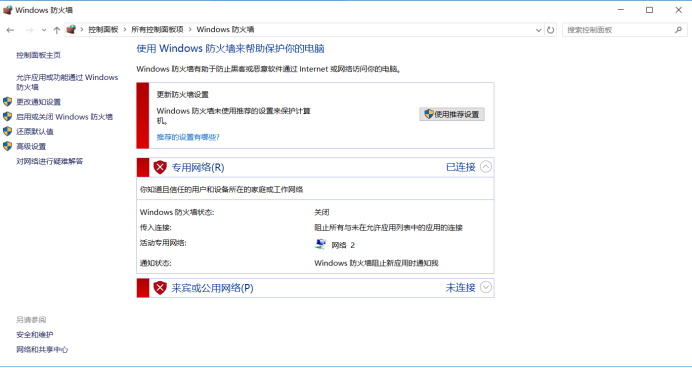 Windows 防火墙
控制面板 › 所有控制面板项 › Windows 防火墙
搜索控制面板
控制面板主页
允许应用或功能通过 Windows
防火墙
更改通知设置
启用或关闭 Windows 防火墙
还原默认值
高级设置
对网络进行疑难解答
另请参阅
安全和维护
网络和共享中心
使用 Windows 防火墙来帮助保护你的电脑
Windows 防火墙有助于防止黑客或恶意软件通过 Internet 或网络访问你的电脑。
更新防火墙设置
Windows 防火墙未使用推荐的设置来保护计算
机。
使用推荐设置
推荐的设置有哪些?
专用网络(R) 已连接
你知道且信任的用户和设备所在的家庭或工作网络
Windows 防火墙状态: 关闭
传入连接: 阻止所有与未在允许应用列表中的应用的连接
活动专用网络: 网络 2
通知状态: Windows 防火墙阻止新应用时通知我
来宾或公用网络(P) 未连接